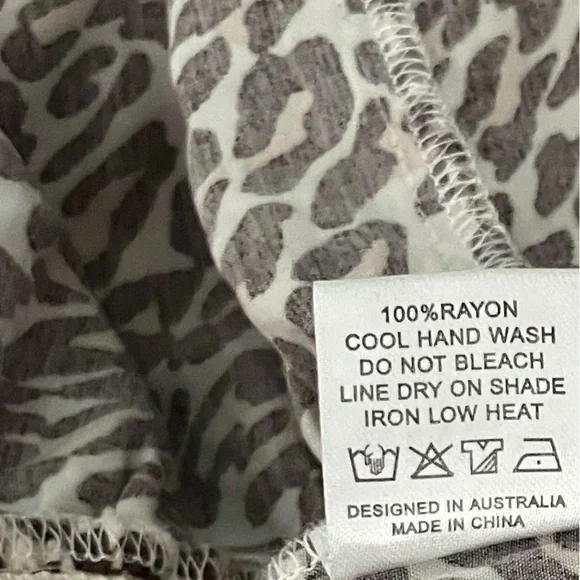 100%RAYON
COOL HAND WASH
DO NOT BLEACH
LINE DRY ON SHADE
IRON LOW HEAT
DESIGNED IN AUSTRALIA
MADE IN CHINA